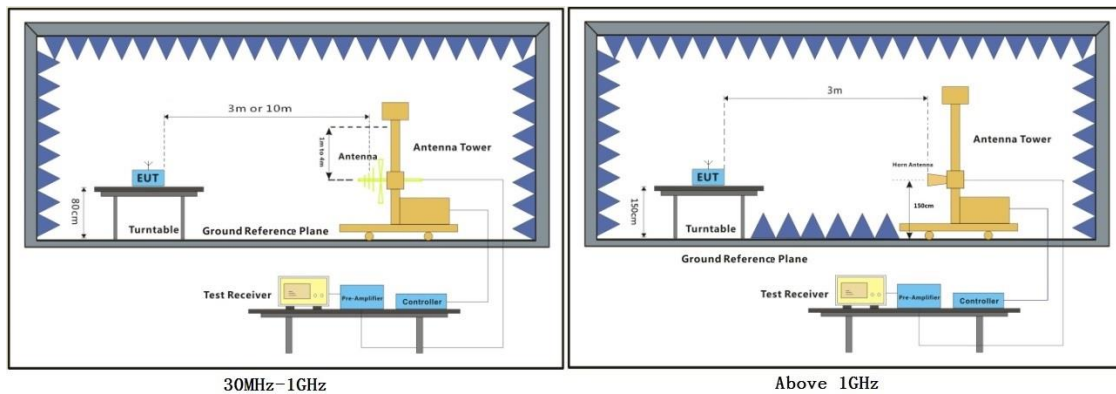 3m or 10m
1m to 4m
Antenna
Antenna Tower
EUT
80cm
Turntable
Ground Reference Plane
Test Receiver
Pre-Amplifier
Controller
30MHz-1GHz
3m
Antenna Tower
Horn Antenna
EUT
150cm
150cm
Turntable
Ground Reference Plane
Test Receiver
Pre-Amplifier
Controller
Above 1GHz